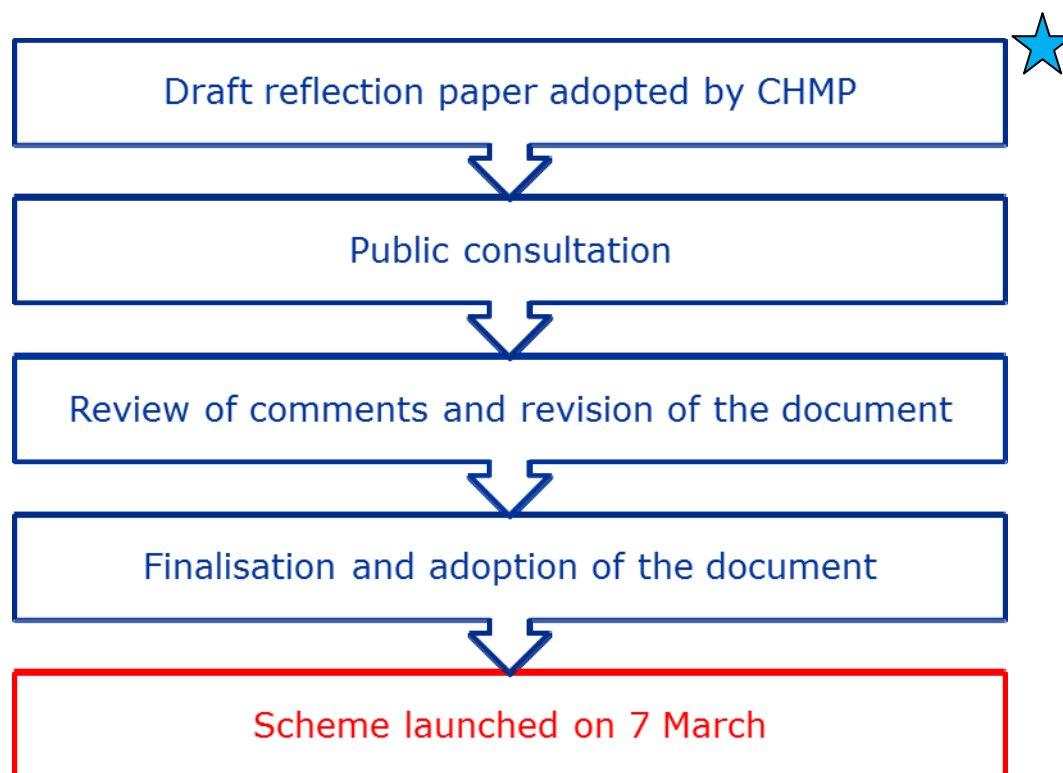 Draft reflection paper adopted by CHMP
Public consultation
Review of comments and revision of the document
Finalisation and adoption of the document
Scheme launched on 7 March